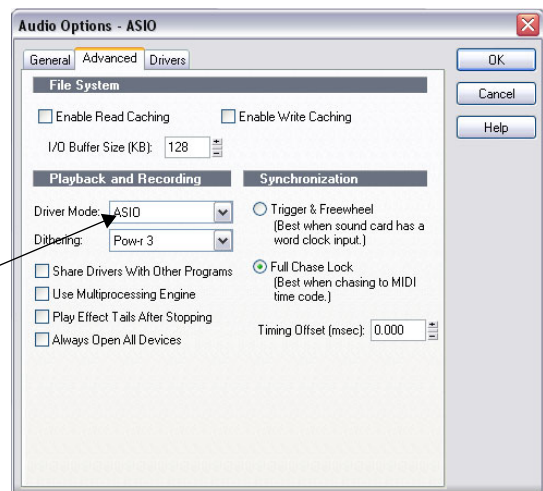 Audio Options - ASIO
General Advanced Drivers
OK
Cancel
Help
File System
Enable Read Caching
Enable Write Caching
I/O Buffer Size (KB): 128
Playback and Recording
Driver Mode: ASIO
Dithering: Pow-r 3
Share Drivers With Other Programs
Use Multiprocessing Engine
Play Effect Tails After Stopping
Always Open All Devices
Synchronization
Trigger & Freewheel
(Best when sound card has a
word clock input.)
Full Chase Lock
(Best when chasing to MIDI
time code.)
Timing Offset (msec): 0.000